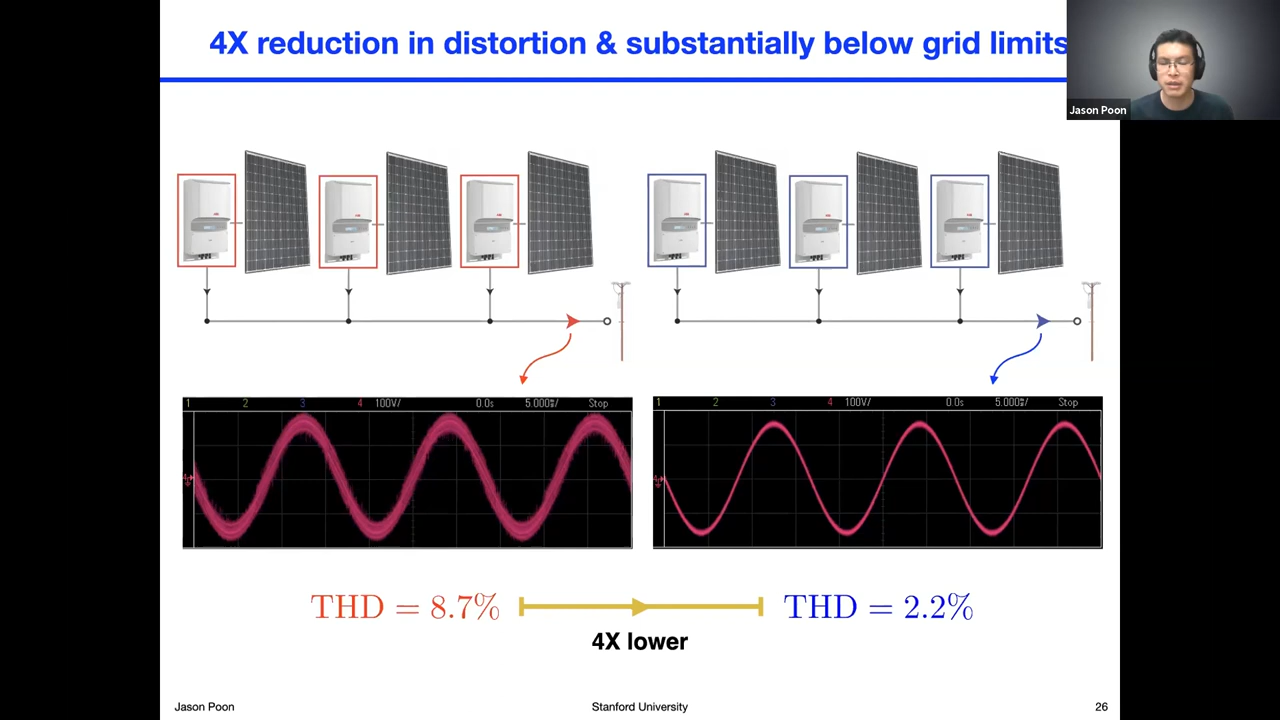 4X reduction in distortion & substantially below grid limits
Jason Poon
1 2 3 4 100V/ 0.0s 5.000ms/ Stop
1 2 3 4 100V/ 0.0s 5.000ms/ Stop
THD = 8.7%
THD = 2.2%
4X lower
Jason Poon
Stanford University
26